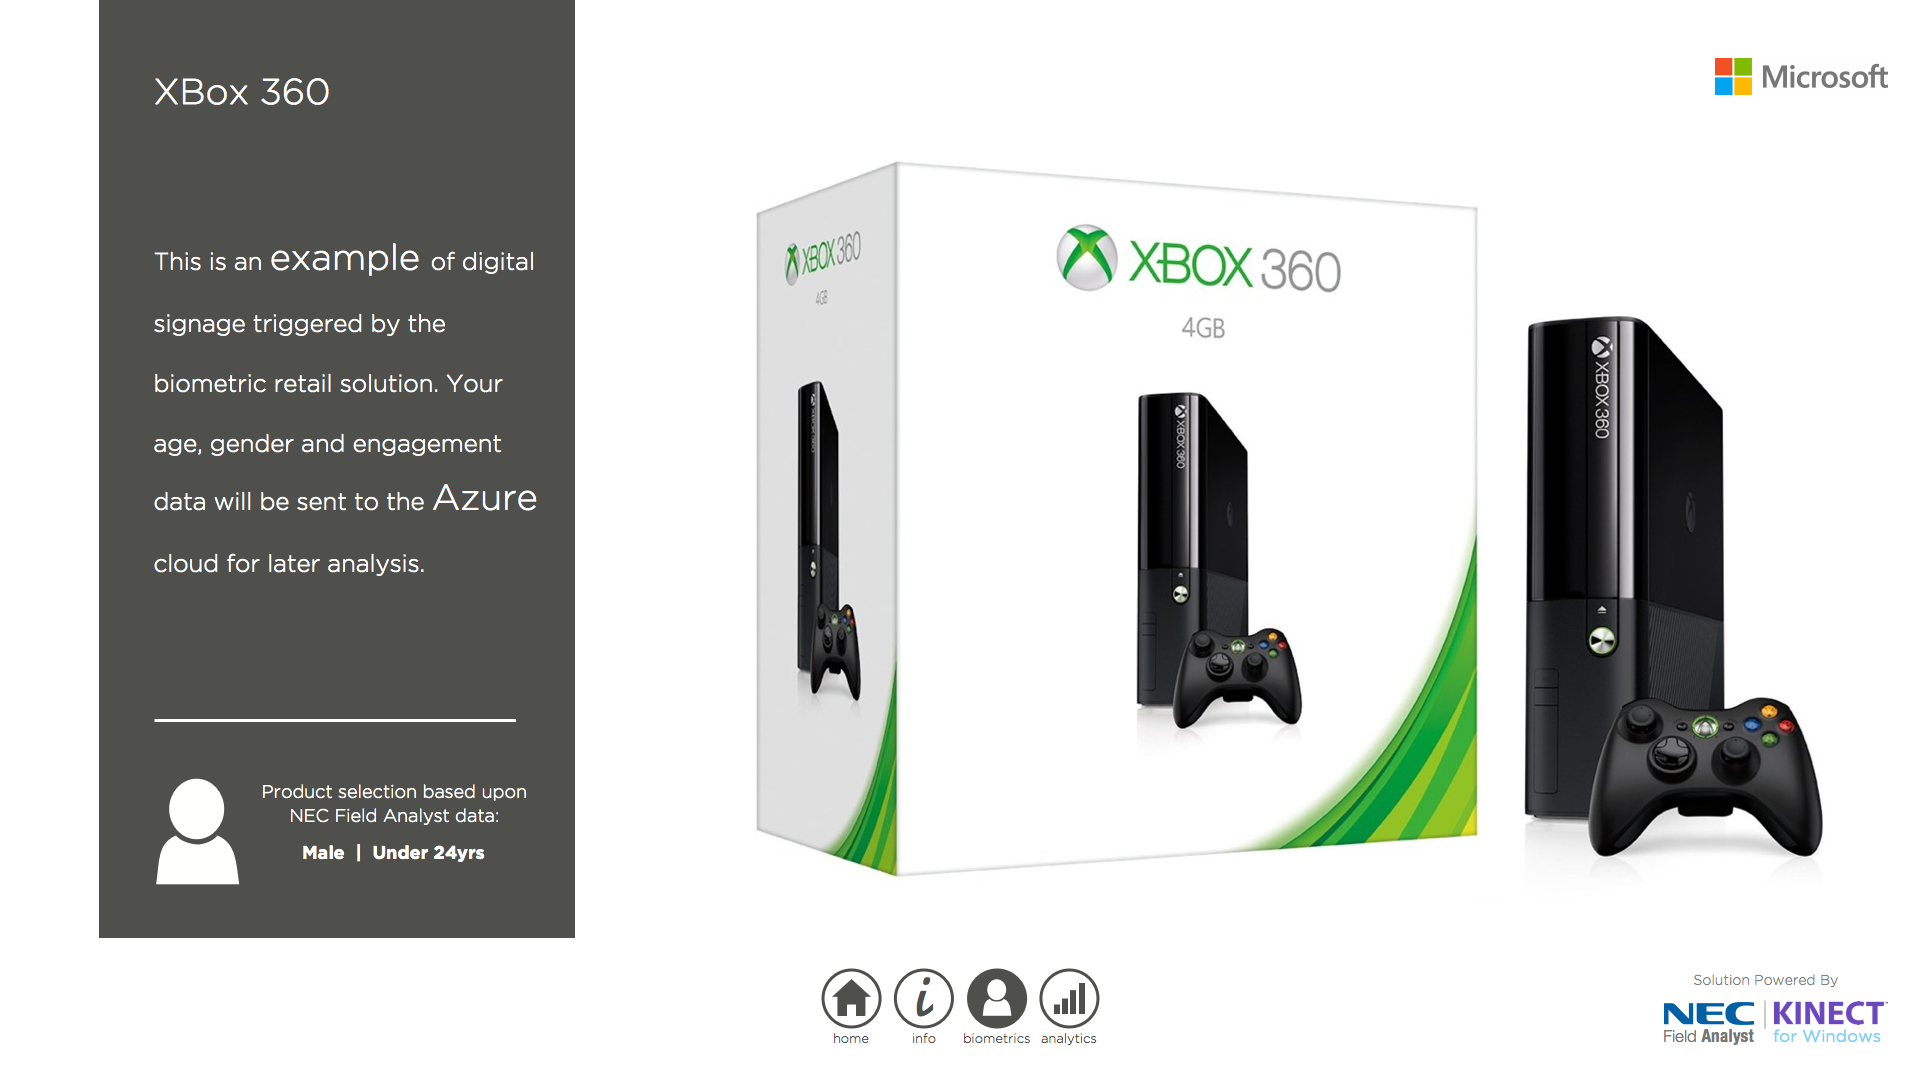 XBox 360
Microsoft
This is an example of digital
signage triggered by the
biometric retail solution. Your
age, gender and engagement
data will be sent to the Azure
cloud for later analysis.
Product selection based upon
NEC Field Analyst data:
Male | Under 24yrs
XBOX 360
4GB
XBOX 360
XBOX 360
4GB
XBOX 360
XBOX 360
home
info
biometrics
analytics
Solution Powered By
NEC
Field Analyst
KINECT
for Windows